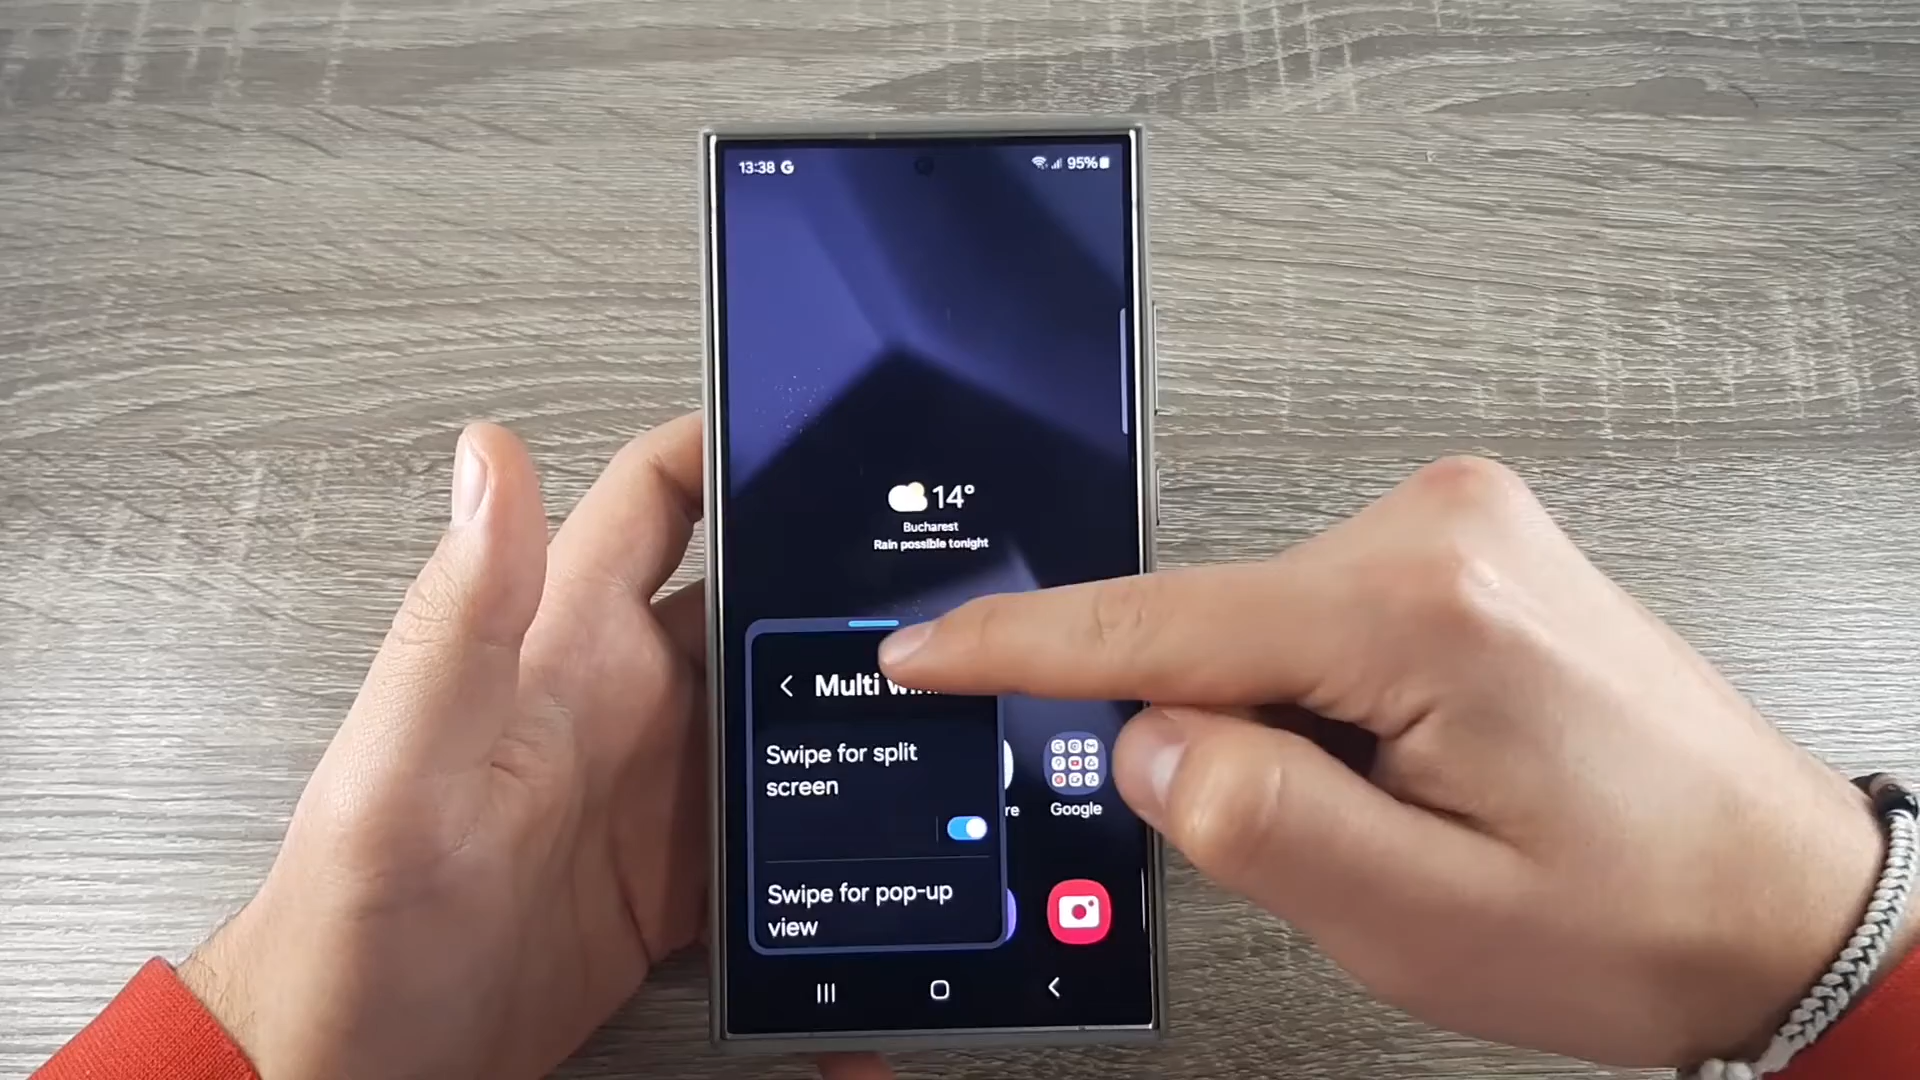 13:38 G
95%
14°
Bucharest
Rain possible tonight
Multi
Swipe for split
screen
re
Google
Swipe for pop-up
view